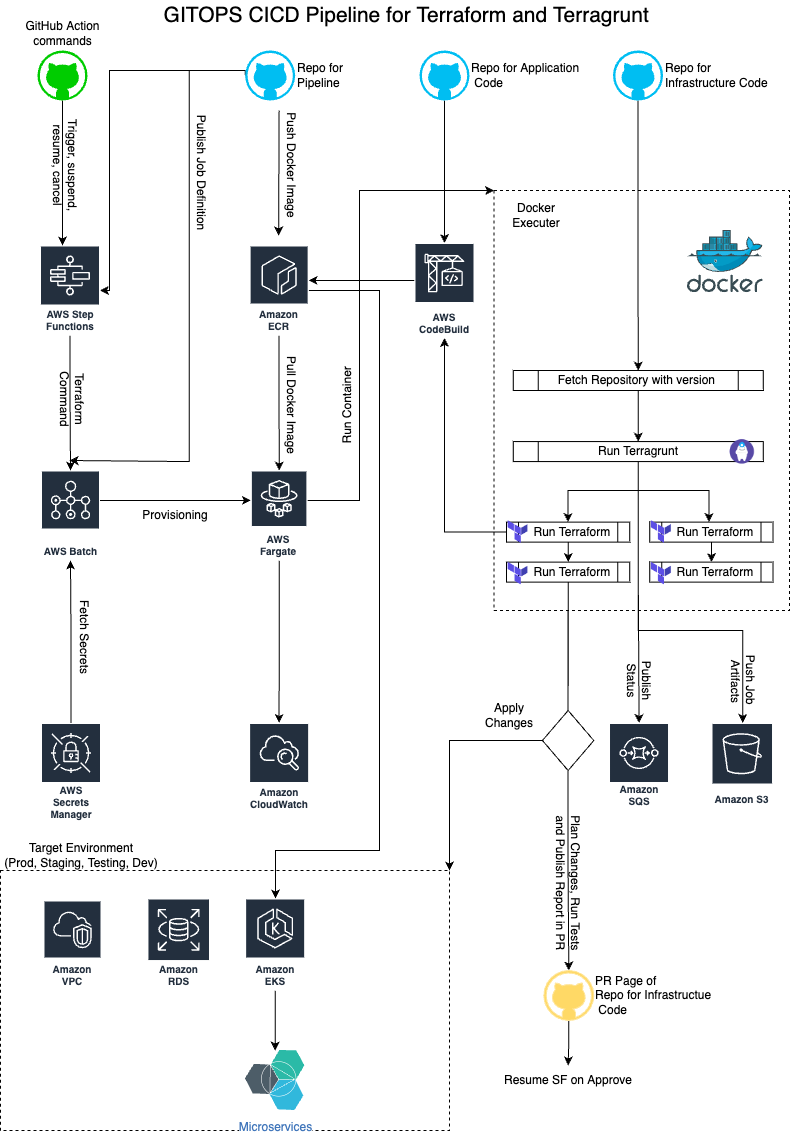 GITOPS CICD Pipeline for Terraform and Terragrunt
GitHub Action
commands
Repo for
Pipeline
Repo for Application
Code
Repo for
Infrastructure Code
Trigger, suspend,
resume, cancel
Publish Job Definition
Push Docker Image
Docker
Executer
docker
AWS Step
Functions
Amazon
ECR
AWS
CodeBuild
Terraform
Command
Pull Docker Image
Run Container
Fetch Repository with version
Run Terragrunt
Provisioning
AWS Batch
AWS
Fargate
Run Terraform
Run Terraform
Run Terraform
Run Terraform
Fetch Secrets
Publish
Status
Push Job
Artifacts
Apply
Changes
AWS
Secrets
Manager
Amazon
CloudWatch
Amazon
SQS
Amazon S3
Plan Changes, Run Tests
and Publish Report in PR
Target Environment
(Prod, Staging, Testing, Dev)
Amazon
VPC
Amazon
RDS
K
Amazon
EKS
PR Page of
Repo for Infrastructue
Code
Resume SF on Approve
Microservices